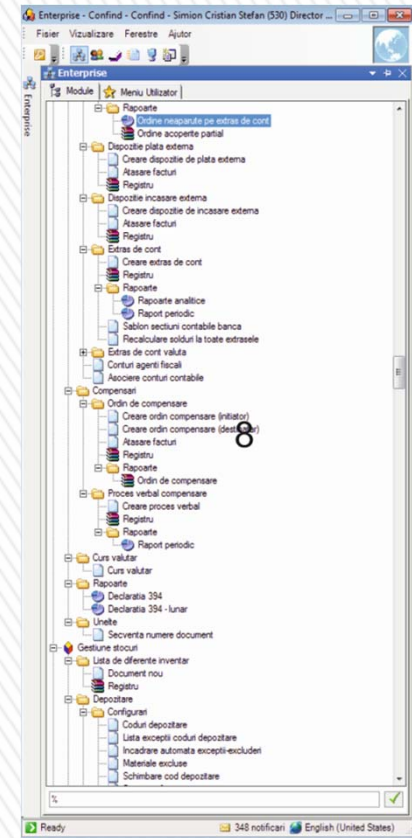 Enterprise - Confind - Confind - Simion Cristian Stefan (530) Director ...
Fisier Vizualizare Ferestre Ajutor
Enterprise
Enterprise
Module Meniu Utilizator
Rapoarte
Ordine neaparute pe extras de cont
Ordine acoperite partial
Dispozitie plata externa
Creare dispozitie de plata externa
Atasare facturi
Registru
Dispozitie incasare externa
Creare dispozitie de incasare externa
Atasare facturi
Registru
Extras de cont
Creare extras de cont
Registru
Rapoarte
Rapoarte analitice
Raport periodic
Sablon sectiuni contabile banca
Recalculare solduri la toate extrasele
Extras de cont valuta
Conturi agenti fiscali
Asociere conturi contabile
Compensari
Ordin de compensare
Creare ordin compensare (initiator)
Creare ordin compensare (destinatar)
8
Atasare facturi
Registru
Rapoarte
Ordin de compensare
Proces verbal compensare
Creare proces verbal
Registru
Rapoarte
Raport periodic
Curs valutar
Curs valutar
Rapoarte
Declaratia 394
Declaratia 394 - lunar
Unelte
Secventa numere document
Gestiune stocuri
Lista de diferente inventar
Document nou
Registru
Depozitare
Configurari
Coduri depozitare
Lista exceptii coduri depozitare
Incadrare automata exceptii-excluderi
Materiale excluse
Schimbare cod depozitare
%
Ready 348 notificari English (United States)